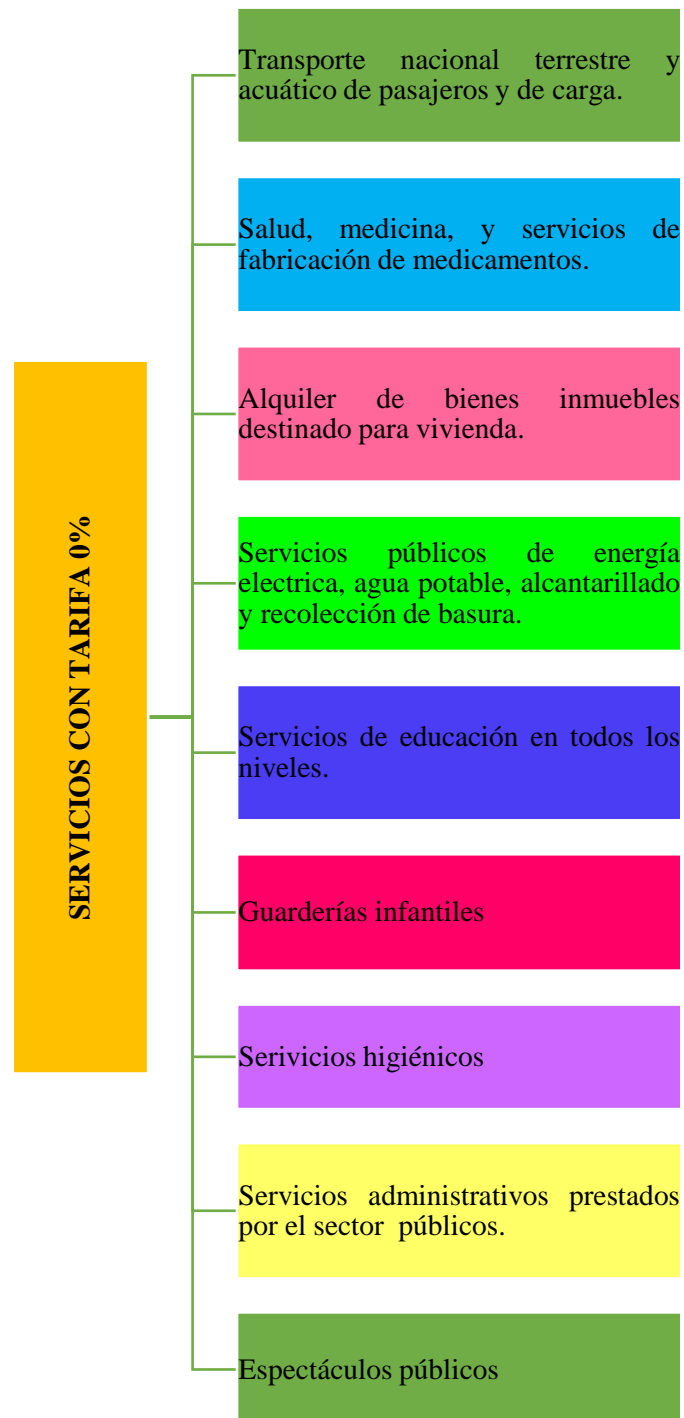 SERVICIOS CON TARIFA 0%
Transporte nacional terrestre y
acuático de pasajeros y de carga.
Salud, medicina, y servicios de
fabricación de medicamentos.
Alquiler de bienes inmuebles
destinado para vivienda.
Servicios públicos de energía
electrica, agua potable, alcantarillado
y recolección de basura.
Servicios de educación en todos los
niveles.
Guarderías infantiles
Serivicios higiénicos
Servicios administrativos prestados
por el sector públicos.
Espectáculos públicos